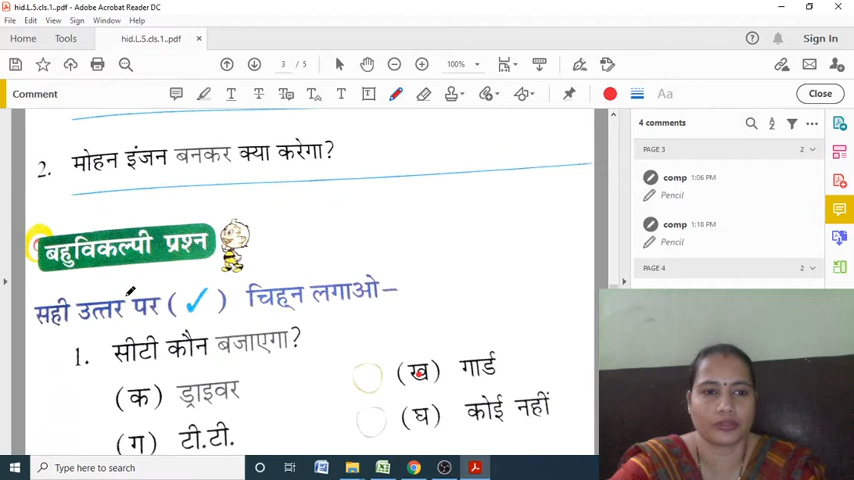 hid.L.5.cls.1..pdf - Adobe Acrobat Reader DC
File Edit View Sign Window Help
Home Tools hid.L.5.cls.1..pdf × Sign In
3 / 5 100%
Comment Aa Close
2. मोहन इंजन बनकर क्या करेगा?
बहुविकल्पी प्रश्न
सही उत्तर पर (✓) चिह्न लगाओ–
1. सीटी कौन बजाएगा?
(क) ड्राइवर (ख) गार्ड
(ग) टी.टी. (घ) कोई नहीं
4 comments
PAGE 3 2
comp 1:06 PM
Pencil
comp 1:18 PM
Pencil
PAGE 4 2
Type here to search